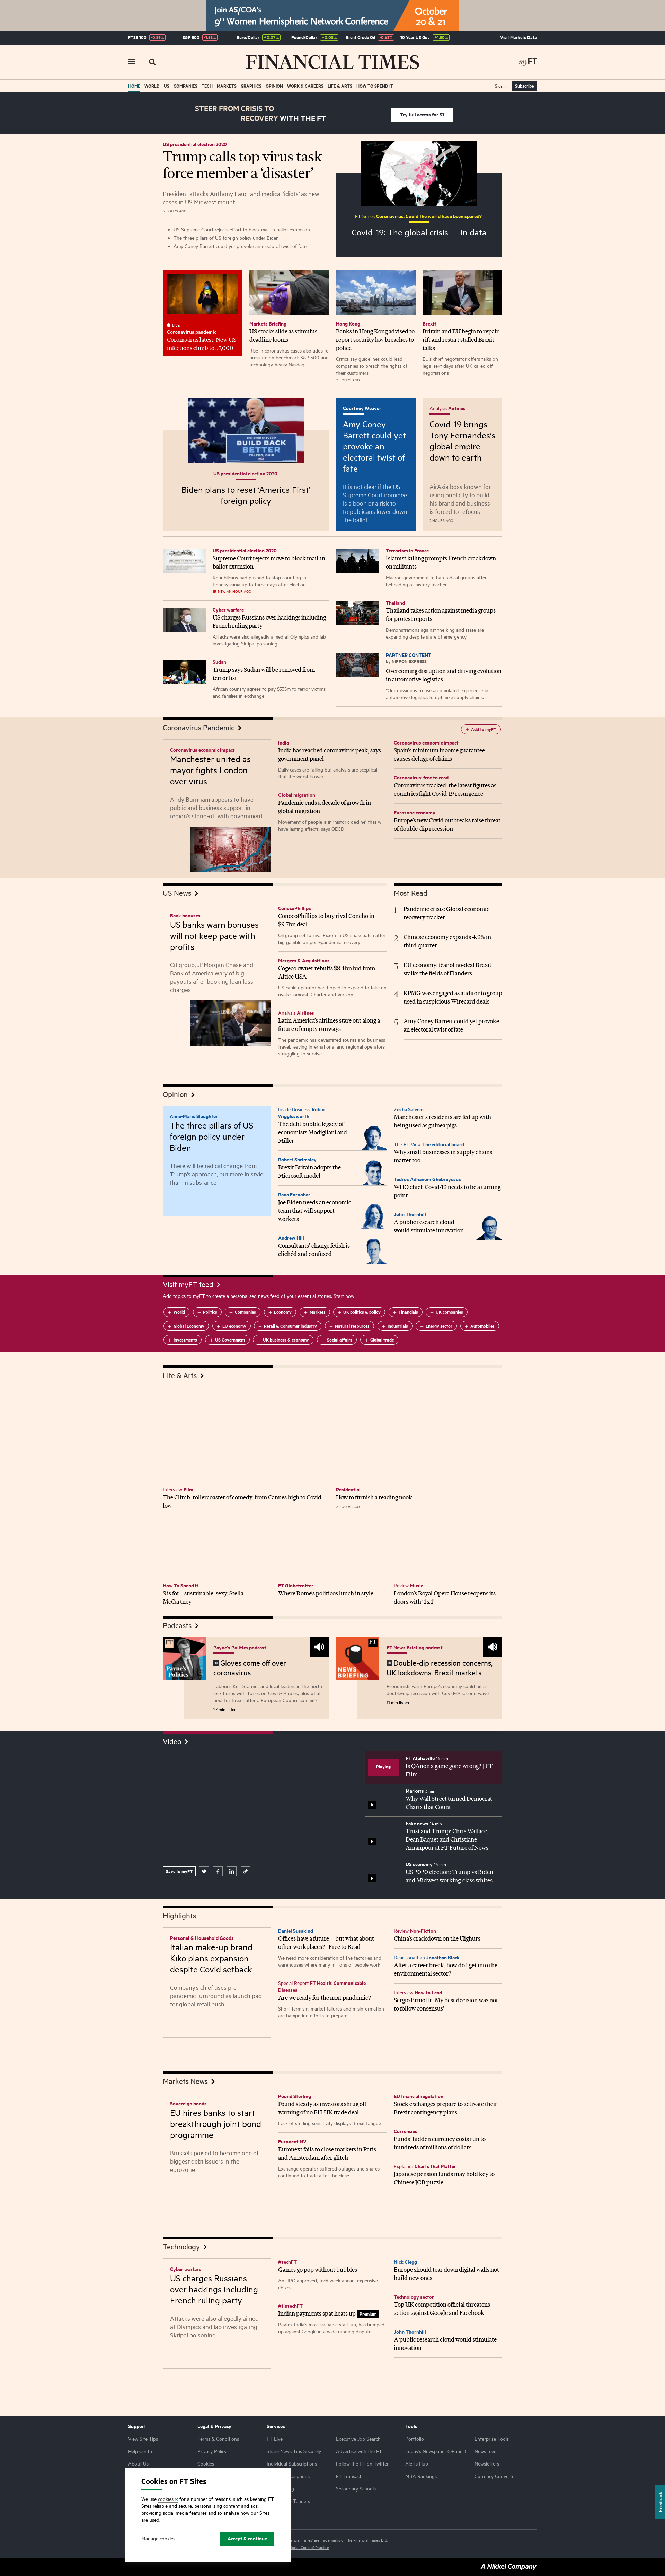 Join AS/COA's
9th Women Hemispheric Network Conference
October
20 & 21
FTSE 100 -0.39%
S&P 500 -1.63%
Euro/Dollar +0.07%
Pound/Dollar +0.08%
Brent Crude Oil -0.43%
10 Year US Gov +1.50%
Visit Markets Data
FINANCIAL TIMES
myFT
HOME WORLD US COMPANIES TECH MARKETS GRAPHICS OPINION WORK & CAREERS LIFE & ARTS HOW TO SPEND IT
Sign In Subscribe
STEER FROM CRISIS TO
RECOVERY WITH THE FT
Try full access for $1
US presidential election 2020
Trump calls top virus task
force member a ‘disaster’
President attacks Anthony Fauci and medical ‘idiots’ as new
cases in US Midwest mount
3 HOURS AGO
US Supreme Court rejects effort to block mail-in ballot extension
The three pillars of US foreign policy under Biden
Amy Coney Barrett could yet provoke an electoral twist of fate
FT Series Coronavirus: Could the world have been spared?
Covid-19: The global crisis — in data
LIVE
Coronavirus pandemic
Coronavirus latest: New US
infections climb to 57,000
Markets Briefing
US stocks slide as stimulus
deadline looms
Rise in coronavirus cases also adds to
pressure on benchmark S&P 500 and
technology-heavy Nasdaq
Hong Kong
Banks in Hong Kong advised to
report security law breaches to
police
Critics say guidelines could lead
companies to breach the rights of
their customers
2 HOURS AGO
Brexit
Britain and EU begin to repair
rift and restart stalled Brexit
talks
EU's chief negotiator offers talks on
legal text days after UK called off
negotiations
US presidential election 2020
Biden plans to reset ‘America First’
foreign policy
Courtney Weaver
Amy Coney
Barrett could yet
provoke an
electoral twist of
fate
It is not clear if the US
Supreme Court nominee
is a boon or a risk to
Republicans lower down
the ballot
Analysis Airlines
Covid-19 brings
Tony Fernandes's
global empire
down to earth
AirAsia boss known for
using publicity to build
his brand and business
is forced to refocus
2 HOURS AGO
US presidential election 2020
Supreme Court rejects move to block mail-in
ballot extension
Republicans had pushed to stop counting in
Pennsylvania up to three days after election
NEW AN HOUR AGO
Cyber warfare
US charges Russians over hackings including
French ruling party
Attacks were also allegedly aimed at Olympics and lab
investigating Skripal poisoning
Sudan
Trump says Sudan will be removed from
terror list
African country agrees to pay $335m to terror victims
and families in exchange
Terrorism in France
Islamist killing prompts French crackdown
on militants
Macron government to ban radical groups after
beheading of history teacher
Thailand
Thailand takes action against media groups
for protest reports
Demonstrations against the king and state are
expanding despite state of emergency
PARTNER CONTENT
by NIPPON EXPRESS
Overcoming disruption and driving evolution
in automotive logistics
“Our mission is to use accumulated experience in
automotive logistics to optimize supply chains.”
Coronavirus Pandemic
Add to myFT
Coronavirus economic impact
Manchester united as
mayor fights London
over virus
Andy Burnham appears to have
public and business support in
region's stand-off with government
India
India has reached coronavirus peak, says
government panel
Daily cases are falling but analysts are sceptical
that the worst is over
Global migration
Pandemic ends a decade of growth in
global migration
Movement of people is in ‘historic decline’ that will
have lasting effects, says OECD
Coronavirus economic impact
Spain's minimum income guarantee
causes deluge of claims
Coronavirus: free to read
Coronavirus tracked: the latest figures as
countries fight Covid-19 resurgence
Eurozone economy
Europe's new Covid outbreaks raise threat
of double-dip recession
US News
Bank bonuses
US banks warn bonuses
will not keep pace with
profits
Citigroup, JPMorgan Chase and
Bank of America wary of big
payouts after booking loan loss
charges
ConocoPhillips
ConocoPhillips to buy rival Concho in
$9.7bn deal
Oil group set to rival Exxon in US shale patch after
big gamble on post-pandemic recovery
Mergers & Acquisitions
Cogeco owner rebuffs $8.4bn bid from
Altice USA
US cable operator had hoped to expand to take on
rivals Comcast, Charter and Verizon
Analysis Airlines
Latin America's airlines stare out along a
future of empty runways
The pandemic has devastated tourist and business
travel, leaving international and regional operators
struggling to survive
Most Read
1 Pandemic crisis: Global economic
recovery tracker
2 Chinese economy expands 4.9% in
third quarter
3 EU economy: fear of no-deal Brexit
stalks the fields of Flanders
4 KPMG was engaged as auditor to group
used in suspicious Wirecard deals
5 Amy Coney Barrett could yet provoke
an electoral twist of fate
Opinion
Anne-Marie Slaughter
The three pillars of US
foreign policy under
Biden
There will be radical change from
Trump's approach, but more in style
than in substance
Inside Business Robin
Wigglesworth
The debt bubble legacy of
economists Modigliani and
Miller
Robert Shrimsley
Brexit Britain adopts the
Microsoft model
Rana Foroohar
Joe Biden needs an economic
team that will support
workers
Andrew Hill
Consultants' change fetish is
clichéd and confused
Zesha Saleem
Manchester's residents are fed up with
being used as guinea pigs
The FT View The editorial board
Why small businesses in supply chains
matter too
Tedros Adhanom Ghebreyesus
WHO chief: Covid-19 needs to be a turning
point
John Thornhill
A public research cloud
would stimulate innovation
Visit myFT feed
Add topics to myFT to create a personalised news feed of your essential stories. Start now
World Politics Companies Economy Markets UK politics & policy Financials UK companies
Global Economy EU economy Retail & Consumer industry Natural resources Industrials Energy sector Automobiles
Investments US Government UK business & economy Social affairs Global trade
Life & Arts
Interview Film
The Climb: rollercoaster of comedy, from Cannes high to Covid
low
Residential
How to furnish a reading nook
2 HOURS AGO
How To Spend It
S is for... sustainable, sexy, Stella
McCartney
FT Globetrotter
Where Rome's politicos lunch in style
Review Music
London's Royal Opera House reopens its
doors with ‘4x4’
Podcasts
FT
Payne's
Politics
Payne's Politics podcast
Gloves come off over
coronavirus
Labour's Keir Starmer and local leaders in the north
lock horns with Tories on Covid-19 rules, plus what
next for Brexit after a European Council summit?
27 min listen
FT
NEWS
BRIEFING
FT News Briefing podcast
Double-dip recession concerns,
UK lockdowns, Brexit markets
Economists warn Europe's economy could hit a
double-dip recession with Covid-19 second wave
11 min listen
Video
Save to myFT
Playing
FT Alphaville 16 min
Is QAnon a game gone wrong? | FT
Film
Markets 3 min
Why Wall Street turned Democrat |
Charts that Count
Fake news 14 min
Trust and Trump: Chris Wallace,
Dean Baquet and Christiane
Amanpour at FT Future of News
US economy 14 min
US 2020 election: Trump vs Biden
and Midwest working-class whites
Highlights
Personal & Household Goods
Italian make-up brand
Kiko plans expansion
despite Covid setback
Company's chief uses pre-
pandemic turnround as launch pad
for global retail push
Daniel Susskind
Offices have a future — but what about
other workplaces? | Free to Read
We need more consideration of the factories and
warehouses where many millions of people work
Special Report FT Health: Communicable
Diseases
Are we ready for the next pandemic?
Short-termism, market failures and misinformation
are hampering efforts to prepare
Review Non-Fiction
China's crackdown on the Uighurs
Dear Jonathan Jonathan Black
After a career break, how do I get into the
environmental sector?
Interview How to Lead
Sergio Ermotti: ‘My best decision was not
to follow consensus’
Markets News
Sovereign bonds
EU hires banks to start
breakthrough joint bond
programme
Brussels poised to become one of
biggest debt issuers in the
eurozone
Pound Sterling
Pound steady as investors shrug off
warning of no EU-UK trade deal
Lack of sterling sensitivity displays Brexit fatigue
Euronext NV
Euronext fails to close markets in Paris
and Amsterdam after glitch
Exchange operator suffered outages and shares
continued to trade after the close
EU financial regulation
Stock exchanges prepare to activate their
Brexit contingency plans
Currencies
Funds' hidden currency costs run to
hundreds of millions of dollars
Explainer Charts that Matter
Japanese pension funds may hold key to
Chinese JGB puzzle
Technology
Cyber warfare
US charges Russians
over hackings including
French ruling party
Attacks were also allegedly aimed
at Olympics and lab investigating
Skripal poisoning
#techFT
Games go pop without bubbles
Ant IPO approved, tech week ahead, expensive
ebikes
#fintechFT
Indian payments spat heats up Premium
Paytm, India's most valuable start-up, has bumped
up against Google in a wide ranging dispute
Nick Clegg
Europe should tear down digital walls not
build new ones
Technology sector
Top UK competition official threatens
action against Google and Facebook
John Thornhill
A public research cloud would stimulate
innovation
Support
View Site Tips
Help Centre
About Us
Legal & Privacy
Terms & Conditions
Privacy Policy
Cookies
Services
FT Live
Share News Tips Securely
Individual Subscriptions
Tenders
Executive Job Search
Advertise with the FT
Follow the FT on Twitter
FT Transact
Secondary Schools
Tools
Portfolio
Today's Newspaper (ePaper)
Alerts Hub
MBA Rankings
Enterprise Tools
News feed
Newsletters
Currency Converter
Cookies on FT Sites
We use cookies for a number of reasons, such as keeping FT
Sites reliable and secure, personalising content and ads,
providing social media features and to analyse how our Sites
are used.
Manage cookies
Accept & continue
Feedback
A Nikkei Company